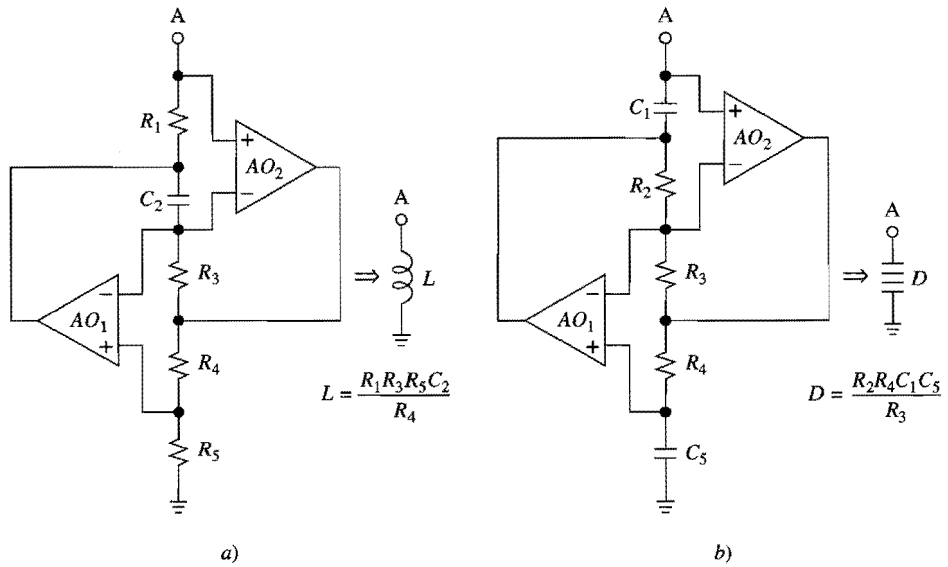 A
R1
C2
R3
R4
R5
+
−
AO2
−
+
AO1
⇒
A
L
L = R1R3R5C2 / R4
a)
A
C1
R2
R3
R4
C5
+
−
AO2
−
+
AO1
⇒
A
D
D = R2R4C1C5 / R3
b)